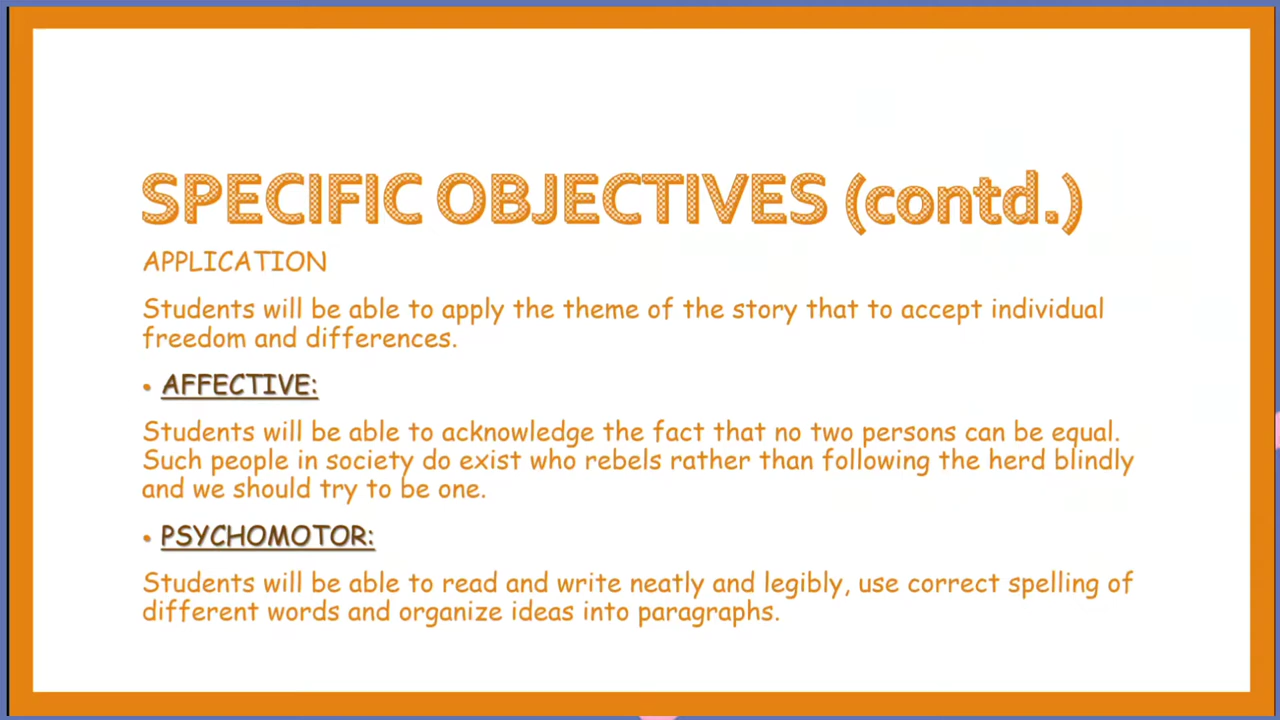 SPECIFIC OBJECTIVES (contd.)
APPLICATION
Students will be able to apply the theme of the story that to accept individual
freedom and differences.
• AFFECTIVE:
Students will be able to acknowledge the fact that no two persons can be equal.
Such people in society do exist who rebels rather than following the herd blindly
and we should try to be one.
• PSYCHOMOTOR:
Students will be able to read and write neatly and legibly, use correct spelling of
different words and organize ideas into paragraphs.